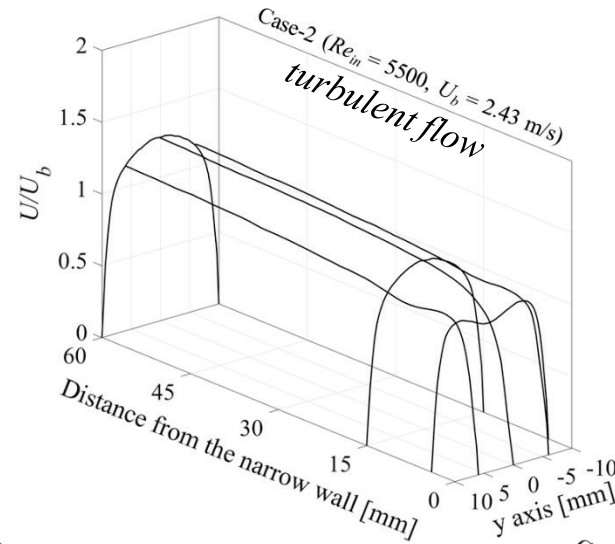 Case-2 (Re_in = 5500, U_b = 2.43 m/s)
turbulent flow
2
1.5
1
0.5
0
U/U_b
60
45
30
15
0
Distance from the narrow wall [mm]
10 5 0 -5 -10
y axis [mm]